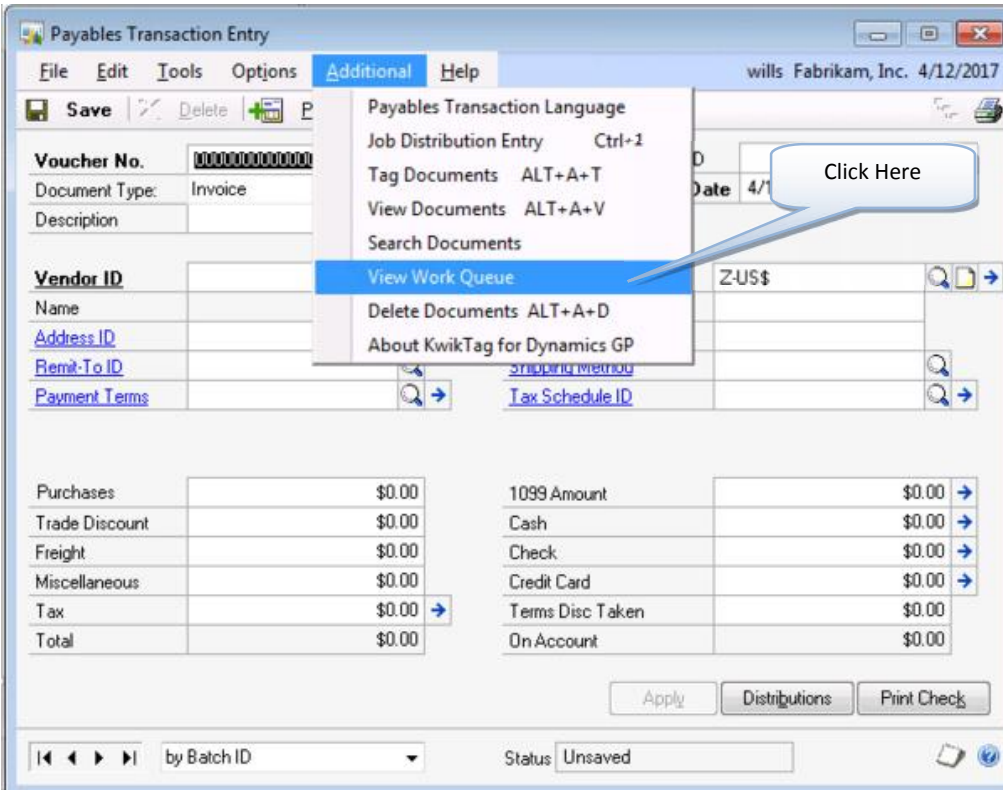 Payables Transaction Entry
File Edit Tools Options Additional Help wills Fabrikam, Inc. 4/12/2017
Save Delete P
Payables Transaction Language
Job Distribution Entry Ctrl+1
Tag Documents ALT+A+T
View Documents ALT+A+V
Search Documents
View Work Queue
Delete Documents ALT+A+D
About KwikTag for Dynamics GP
Click Here
Voucher No. D
Document Type: Invoice Date 4/1
Description
Vendor ID Z-US$
Name
Address ID
Remit-To ID Shipping Method
Payment Terms Tax Schedule ID
Purchases $0.00 1099 Amount $0.00
Trade Discount $0.00 Cash $0.00
Freight $0.00 Check $0.00
Miscellaneous $0.00 Credit Card $0.00
Tax $0.00 Terms Disc Taken $0.00
Total $0.00 On Account $0.00
Apply Distributions Print Check
by Batch ID Status Unsaved